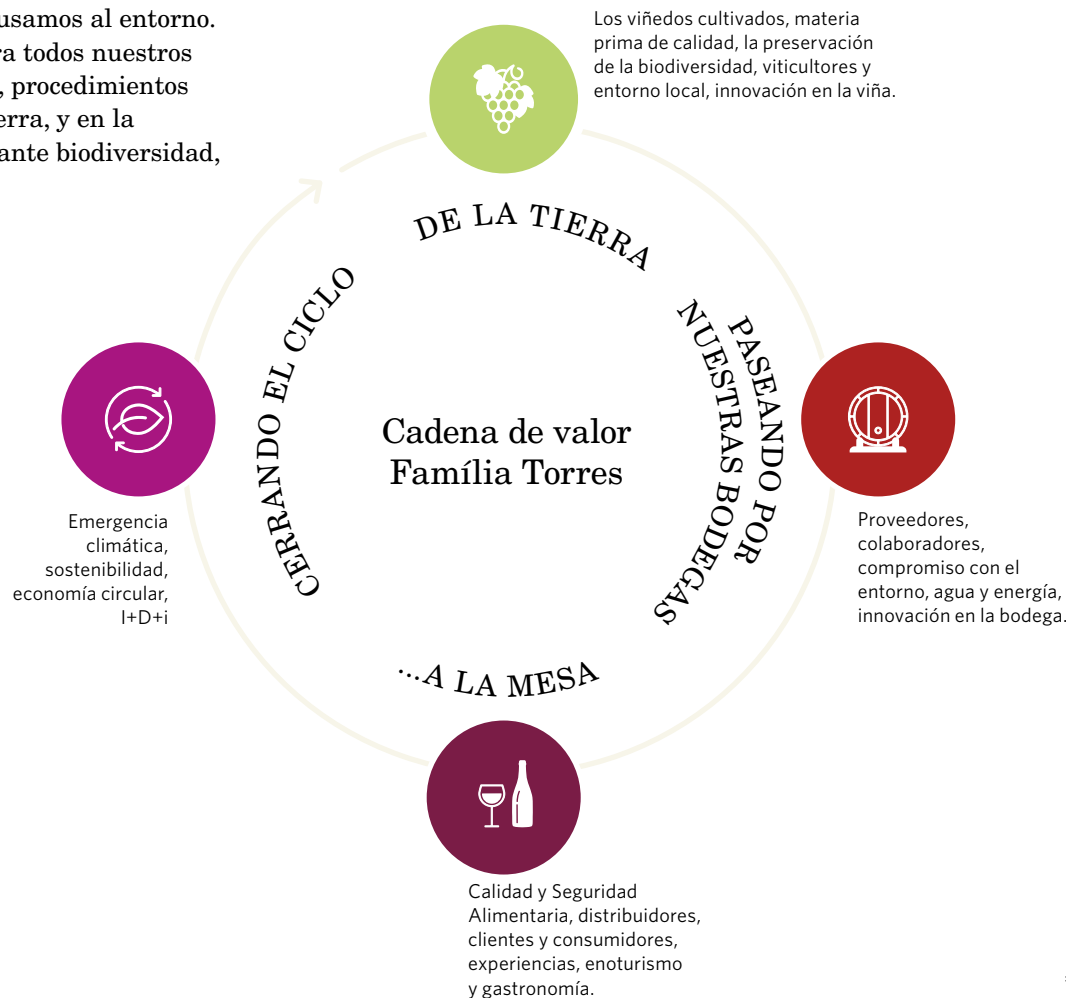 usamos al entorno.
ra todos nuestros
, procedimientos
erra, y en la
ante biodiversidad,
Los viñedos cultivados, materia
prima de calidad, la preservación
de la biodiversidad, viticultores y
entorno local, innovación en la viña.
DE LA TIERRA
PASEANDO POR
NUESTRAS BODEGAS
Proveedores,
colaboradores,
compromiso con el
entorno, agua y energía,
innovación en la bodega.
...A LA MESA
Calidad y Seguridad
Alimentaria, distribuidores,
clientes y consumidores,
experiencias, enoturismo
y gastronomía.
CERRANDO EL CICLO
Emergencia
climática,
sostenibilidad,
economía circular,
I+D+i
Cadena de valor
Família Torres